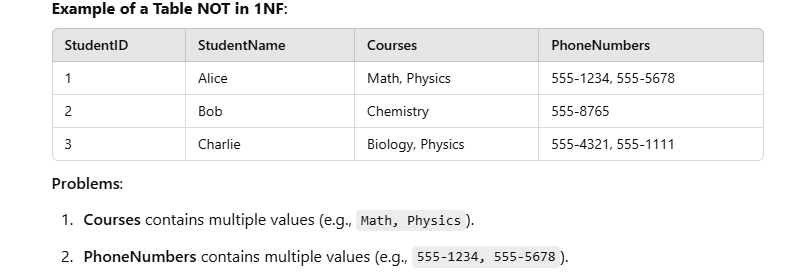 Example of a Table NOT in 1NF:
StudentID StudentName Courses PhoneNumbers
1 Alice Math, Physics 555-1234, 555-5678
2 Bob Chemistry 555-8765
3 Charlie Biology, Physics 555-4321, 555-1111
Problems:
1. Courses contains multiple values (e.g., Math, Physics).
2. PhoneNumbers contains multiple values (e.g., 555-1234, 555-5678).